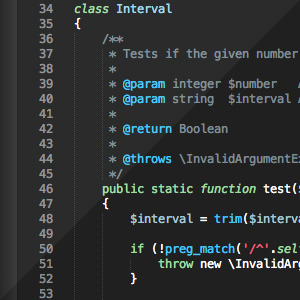 34 class Interval
35 {
36 /**
37 * Tests if the given number
38 *
39 * @param integer $number
40 * @param string $interval
41 *
42 * @return Boolean
43 *
44 * @throws \InvalidArgumentEx
45 */
46 public static function test($
47 {
48 $interval = trim($interva
49
50 if (!preg_match('/^'.sel
51 throw new \InvalidArg
52 }
53